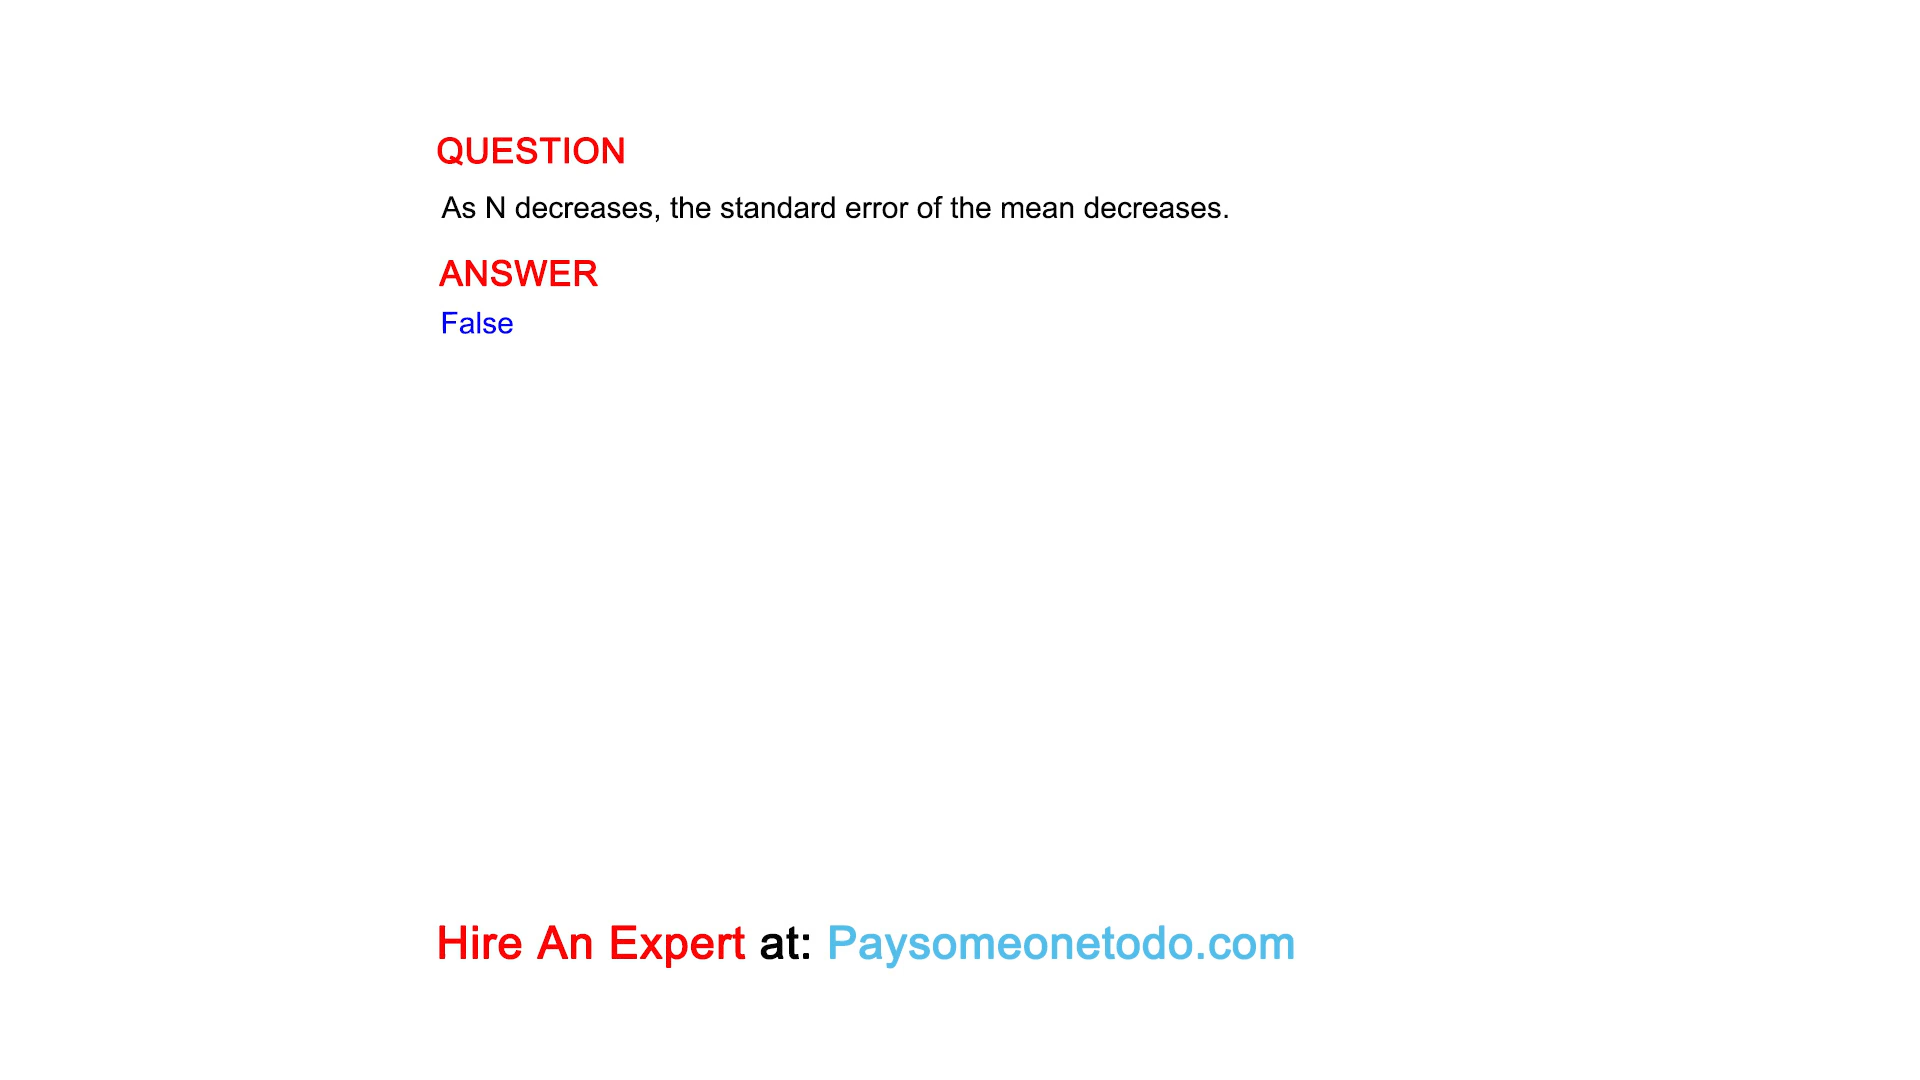 QUESTION
As N decreases, the standard error of the mean decreases.
ANSWER
False
Hire An Expert at: Paysomeonetodo.com